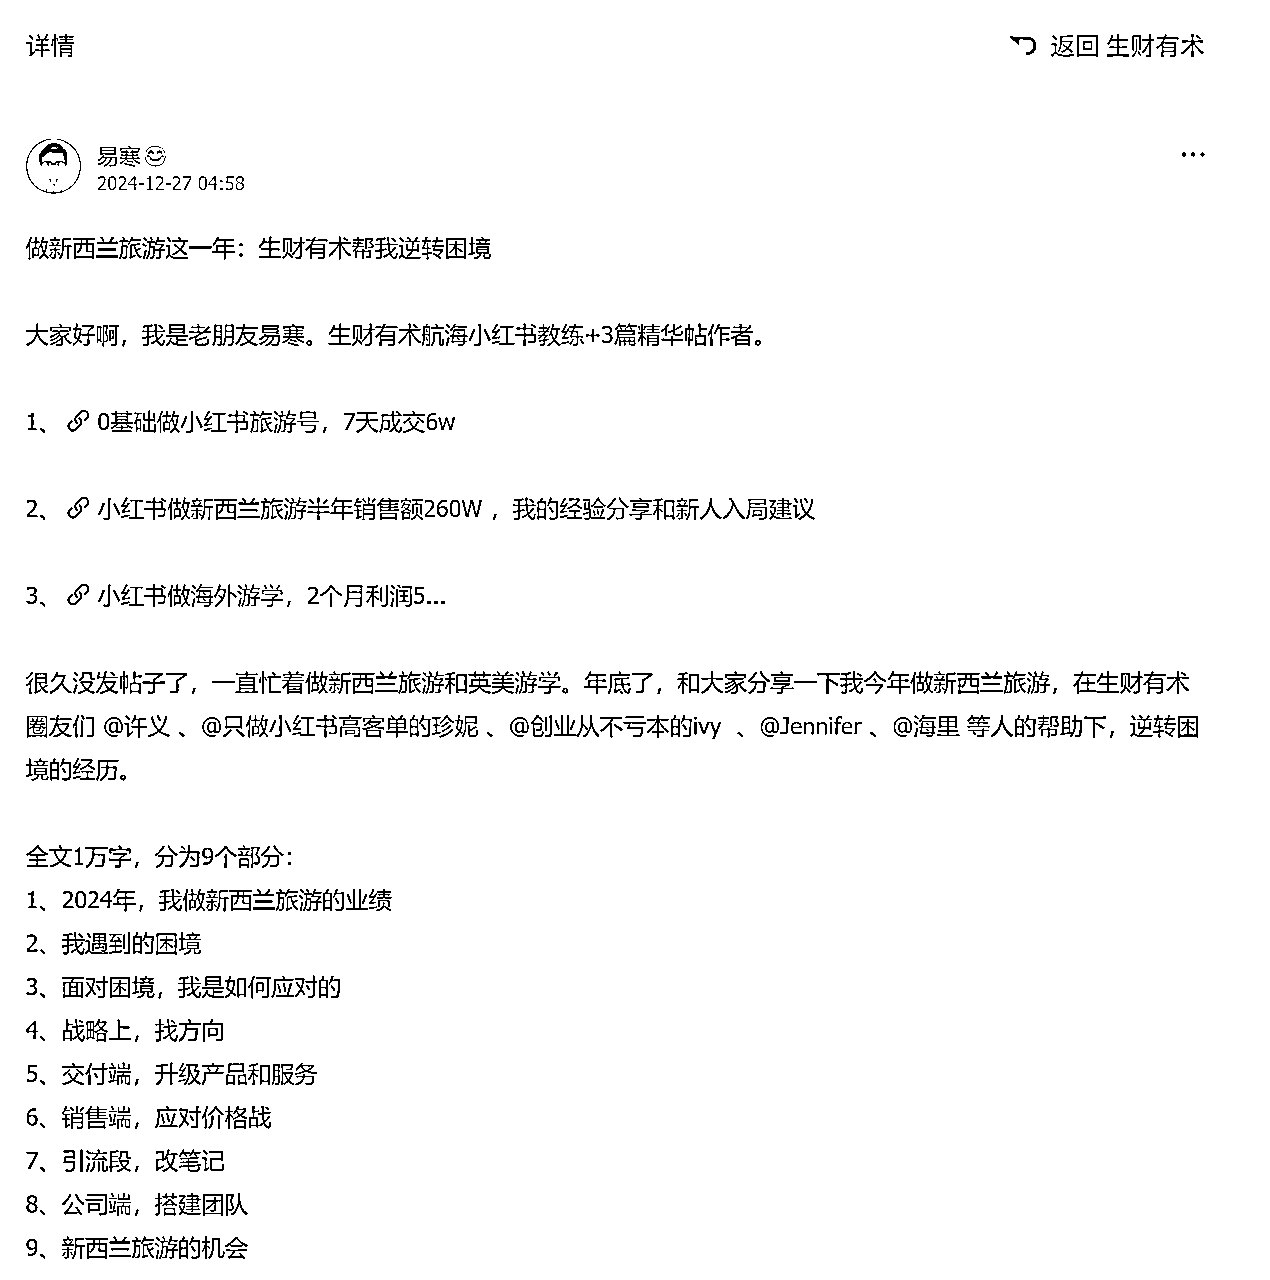 详情
返回 生财有术
易寒😊
2024-12-27 04:58
做新西兰旅游这一年：生财有术帮我逆转困境
大家好啊，我是老朋友易寒。生财有术航海小红书教练+3篇精华帖作者。
1、 🔗 0基础做小红书旅游号，7天成交6w
2、 🔗 小红书做新西兰旅游半年销售额260W ，我的经验分享和新人入局建议
3、 🔗 小红书做海外游学，2个月利润5...
很久没发帖子了，一直忙着做新西兰旅游和英美游学。年底了，和大家分享一下我今年做新西兰旅游，在生财有术
圈友们 @许义 、@只做小红书高客单的珍妮 、@创业从不亏本的ivy  、@Jennifer 、@海里 等人的帮助下，逆转困
境的经历。
全文1万字，分为9个部分：
1、2024年，我做新西兰旅游的业绩
2、我遇到的困境
3、面对困境，我是如何应对的
4、战略上，找方向
5、交付端，升级产品和服务
6、销售端，应对价格战
7、引流段，改笔记
8、公司端，搭建团队
9、新西兰旅游的机会